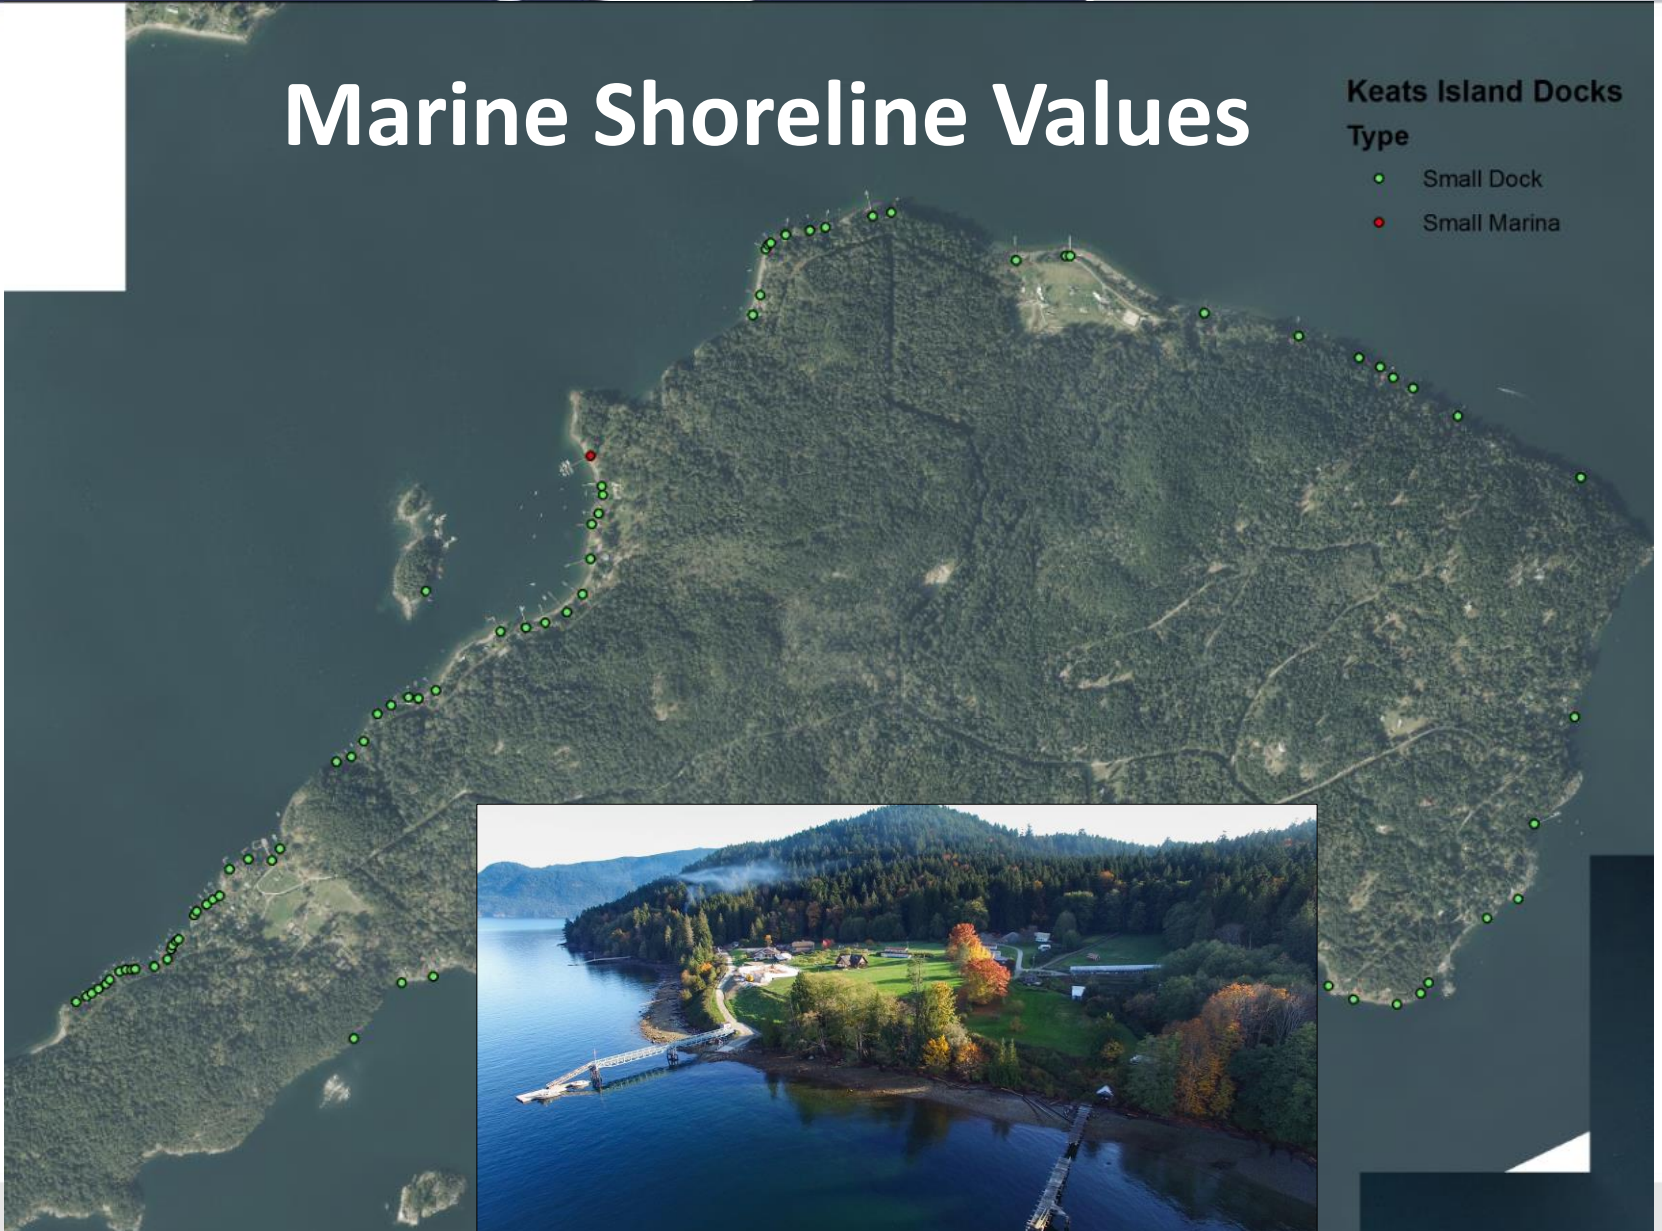 Marine Shoreline Values
Keats Island Docks
Type
Small Dock
Small Marina